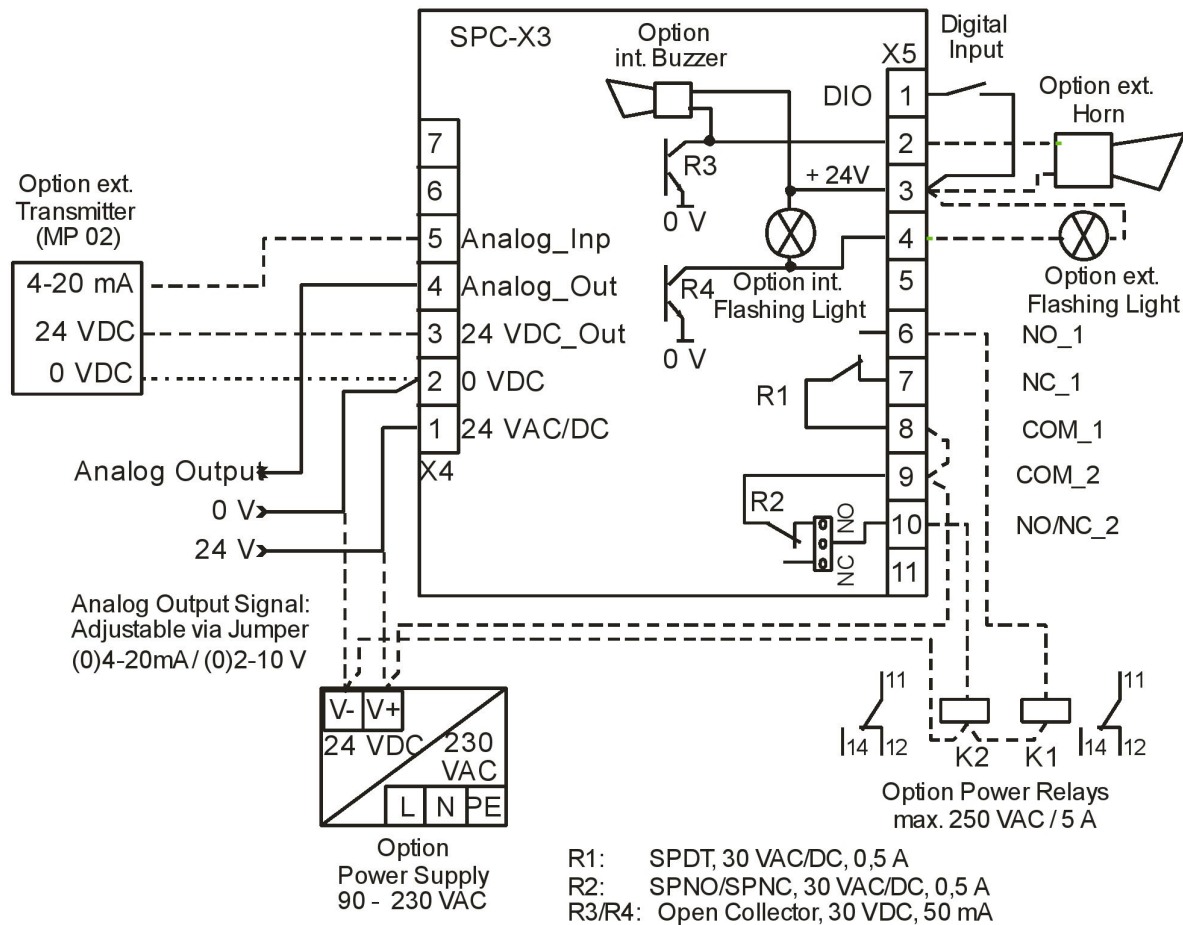 SPC-X3
Option
int. Buzzer
Digital
Input
X5
DIO
1
2
3
4
5
6
7
8
9
10
11
Option ext.
Horn
R3
+ 24V
0 V
Option int.
Flashing Light
R4
0 V
Option ext.
Flashing Light
NO_1
NC_1
COM_1
COM_2
NO/NC_2
R1
R2
NO
NC
7
6
5 Analog_Inp
4 Analog_Out
3 24 VDC_Out
2 0 VDC
1 24 VAC/DC
X4
Option ext.
Transmitter
(MP 02)
4-20 mA
24 VDC
0 VDC
Analog Output
0 V
24 V
Analog Output Signal:
Adjustable via Jumper
(0)4-20mA / (0)2-10 V
V- V+
24 VDC
230
VAC
L N PE
Option
Power Supply
90 - 230 VAC
11
14 12
K2 K1
11
14 12
Option Power Relays
max. 250 VAC / 5 A
R1: SPDT, 30 VAC/DC, 0,5 A
R2: SPNO/SPNC, 30 VAC/DC, 0,5 A
R3/R4: Open Collector, 30 VDC, 50 mA